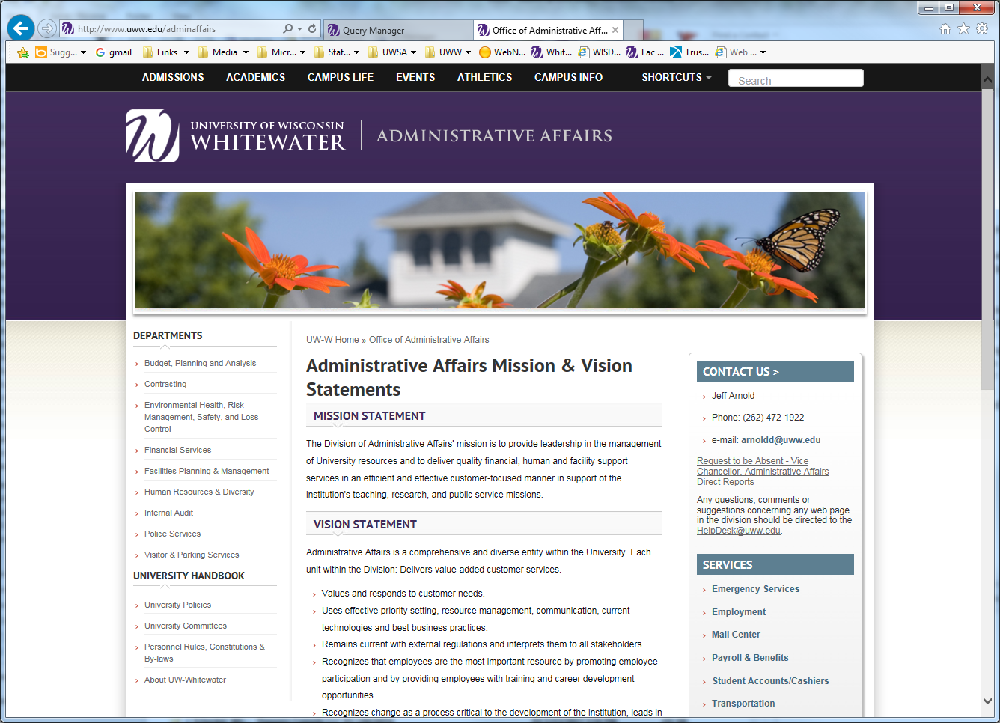 http://www.uww.edu/adminaffairs
Query Manager
Office of Administrative Aff...
Sugg...
gmail
Links
Media
Micr...
Stat...
UWSA
UWW
WebN...
Whit...
WISD...
Fac ...
Trus...
Web ...
ADMISSIONS
ACADEMICS
CAMPUS LIFE
EVENTS
ATHLETICS
CAMPUS INFO
SHORTCUTS
Search
UNIVERSITY OF WISCONSIN
WHITEWATER
ADMINISTRATIVE AFFAIRS
DEPARTMENTS
Budget, Planning and Analysis
Contracting
Environmental Health, Risk
Management, Safety, and Loss
Control
Financial Services
Facilities Planning & Management
Human Resources & Diversity
Internal Audit
Police Services
Visitor & Parking Services
UNIVERSITY HANDBOOK
University Policies
University Committees
Personnel Rules, Constitutions &
By-laws
About UW-Whitewater
UW-W Home » Office of Administrative Affairs
Administrative Affairs Mission & Vision
Statements
MISSION STATEMENT
The Division of Administrative Affairs' mission is to provide leadership in the management
of University resources and to deliver quality financial, human and facility support
services in an efficient and effective customer-focused manner in support of the
institution's teaching, research, and public service missions.
VISION STATEMENT
Administrative Affairs is a comprehensive and diverse entity within the University. Each
unit within the Division: Delivers value-added customer services.
Values and responds to customer needs.
Uses effective priority setting, resource management, communication, current
technologies and best business practices.
Remains current with external regulations and interprets them to all stakeholders.
Recognizes that employees are the most important resource by promoting employee
participation and by providing employees with training and career development
opportunities.
Recognizes change as a process critical to the development of the institution, leads in
CONTACT US >
Jeff Arnold
Phone: (262) 472-1922
e-mail: arnoldd@uww.edu
Request to be Absent - Vice
Chancellor, Administrative Affairs
Direct Reports
Any questions, comments or
suggestions concerning any web page
in the division should be directed to the
HelpDesk@uww.edu.
SERVICES
Emergency Services
Employment
Mail Center
Payroll & Benefits
Student Accounts/Cashiers
Transportation